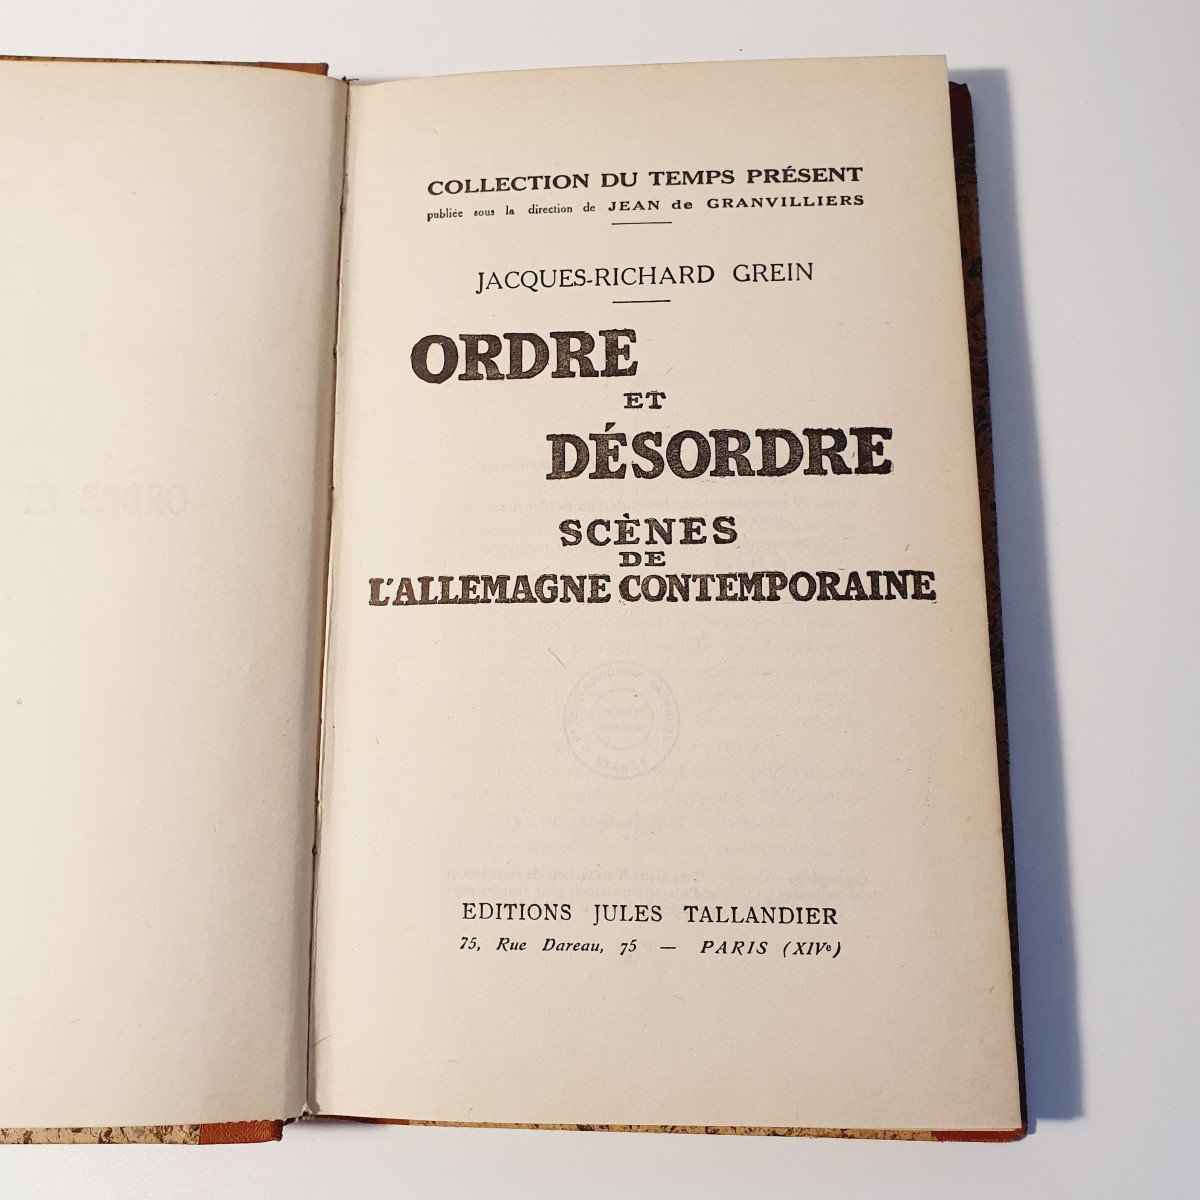 COLLECTION DU TEMPS PRÉSENT
publiée sous la direction de JEAN de GRANVILLIERS
JACQUES-RICHARD GREIN
ORDRE
ET
DÉSORDRE
SCÈNES
DE
L'ALLEMAGNE CONTEMPORAINE
EDITIONS JULES TALLANDIER
75, Rue Dareau, 75 — PARIS (XIVe)